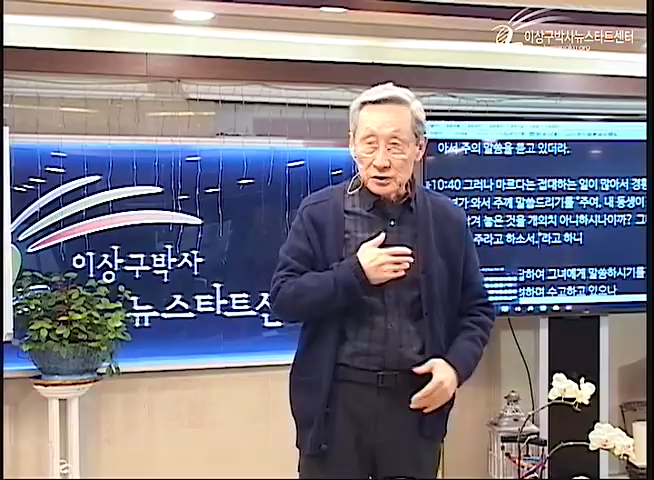 이상구박사뉴스타트센터
아서 주의 말씀을 듣고 있더라.
10:40 그러나 마르다는 접대하는 일이 많아서
가 와서 주께 말씀드리기를 "주여, 내 동생이
겨 놓은 것을 개의치 아니하시나이까?
주라고 하소서."라고 하니
하여 그녀에게 말씀하시기를
하며 수고하고 있으나
이상구박사
뉴스타트센